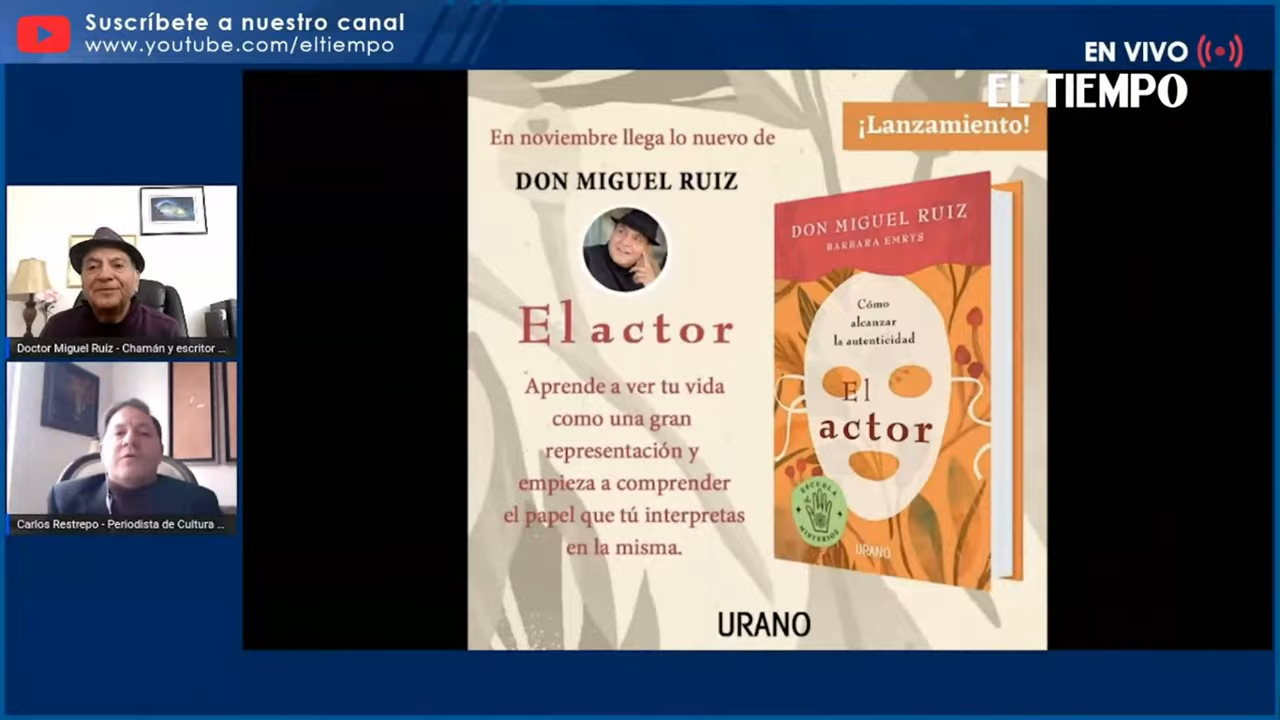 Suscríbete a nuestro canal
www.youtube.com/eltiempo
EN VIVO
EL TIEMPO
Doctor Miguel Ruiz - Chamán y escritor ...
Carlos Restrepo - Periodista de Cultura ...
En noviembre llega lo nuevo de
DON MIGUEL RUIZ
El actor
Aprende a ver tu vida
como una gran
representación y
empieza a comprender
el papel que tú interpretas
en la misma.
URANO
¡Lanzamiento!
DON MIGUEL RUIZ
BARBARA EMRYS
Cómo
alcanzar
la autenticidad
El
actor
ESCUELA
MISTERIOS
URANO